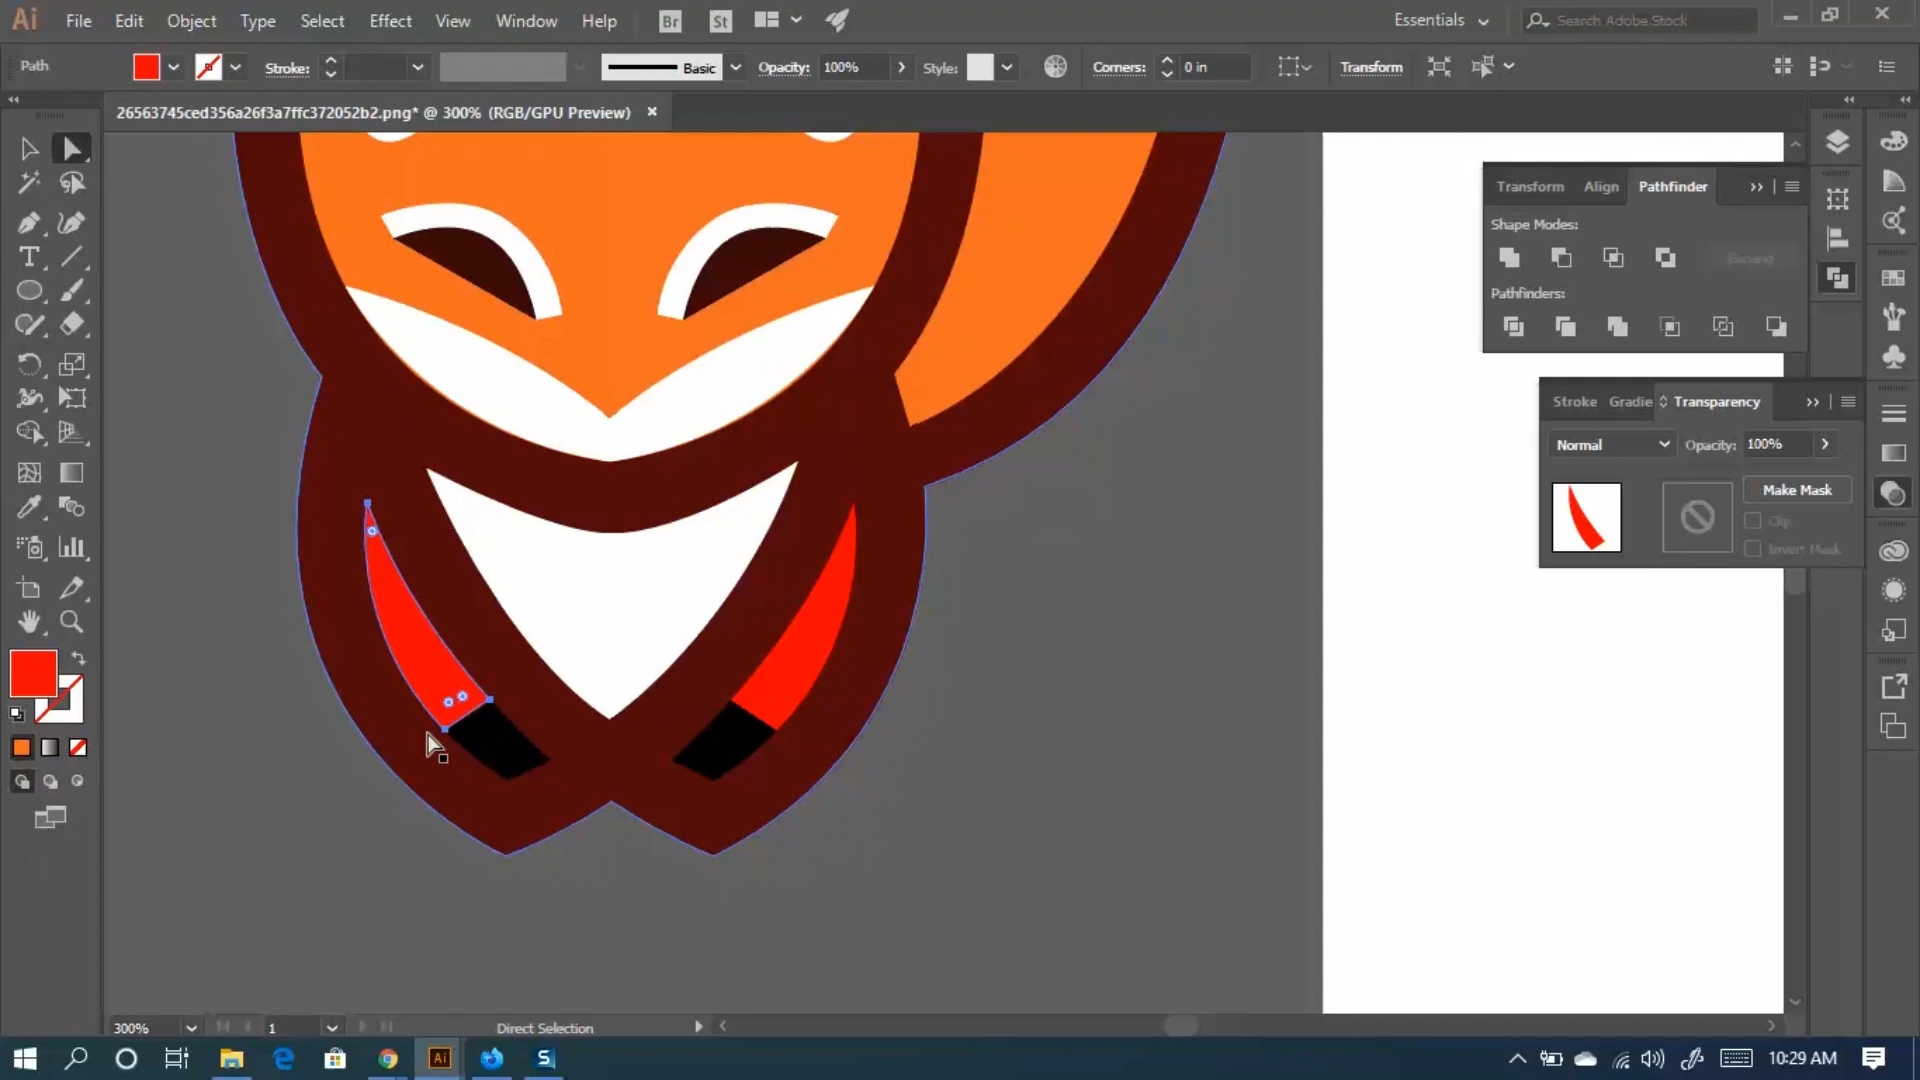 Ai File Edit Object Type Select Effect View Window Help Br St Essentials Search Adobe Stock
Path Stroke: Basic Opacity: 100% Style: Corners: 0 in Transform
26563745ced356a26f3a7ffc372052b2.png* @ 300% (RGB/GPU Preview)
Transform Align Pathfinder
Shape Modes:
Expand
Pathfinders:
Stroke Gradie Transparency
Normal Opacity: 100%
Make Mask
Clip
Invert Mask
300% 1 Direct Selection
Ai S 10:29 AM